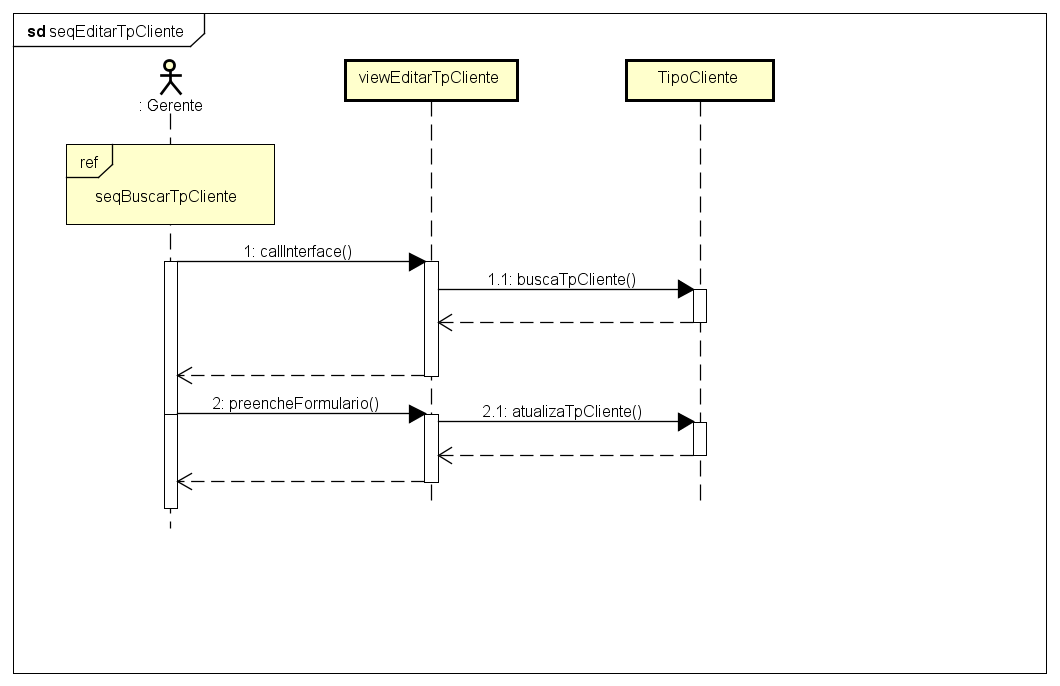 sd seqEditarTpCliente
viewEditarTpCliente
TipoCliente
: Gerente
ref
seqBuscarTpCliente
1: callInterface()
1.1: buscaTpCliente()
2: preencheFormulario()
2.1: atualizaTpCliente()